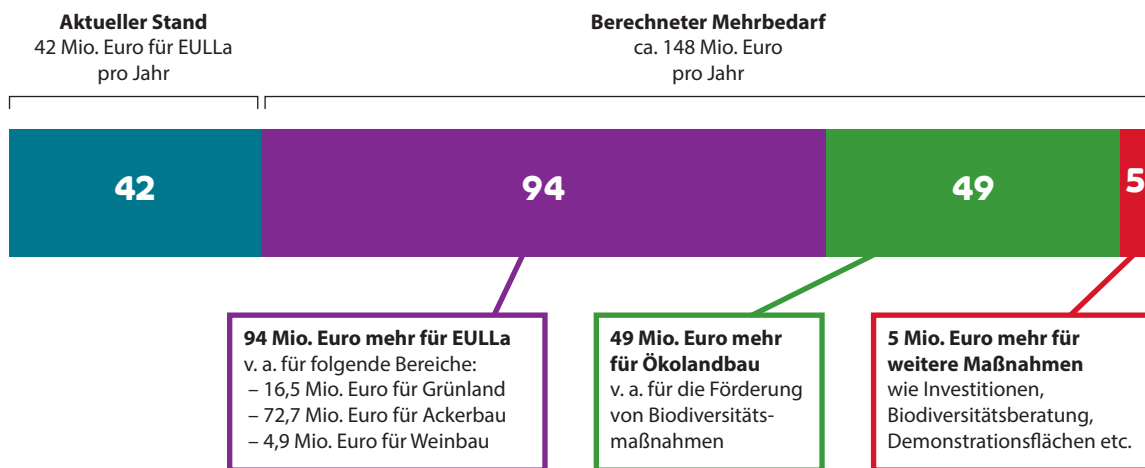 Aktueller Stand
42 Mio. Euro für EULLa
pro Jahr
Berechneter Mehrbedarf
ca. 148 Mio. Euro
pro Jahr
42
94
49
5
94 Mio. Euro mehr für EULLa
v. a. für folgende Bereiche:
– 16,5 Mio. Euro für Grünland
– 72,7 Mio. Euro für Ackerbau
– 4,9 Mio. Euro für Weinbau
49 Mio. Euro mehr
für Ökolandbau
v. a. für die Förderung
von Biodiversitäts-
maßnahmen
5 Mio. Euro mehr für
weitere Maßnahmen
wie Investitionen,
Biodiversitätsberatung,
Demonstrationsflächen etc.